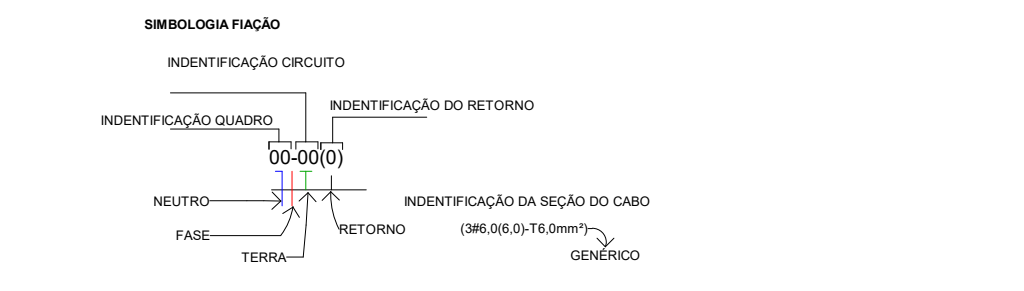 SIMBOLOGIA FIAÇÃO
INDENTIFICAÇÃO CIRCUITO
INDENTIFICAÇÃO DO RETORNO
INDENTIFICAÇÃO QUADRO
00-00(0)
NEUTRO
INDENTIFICAÇÃO DA SEÇÃO DO CABO
FASE
RETORNO
(3#6,0(6,0)-T6,0mm²)
TERRA
GENÉRICO